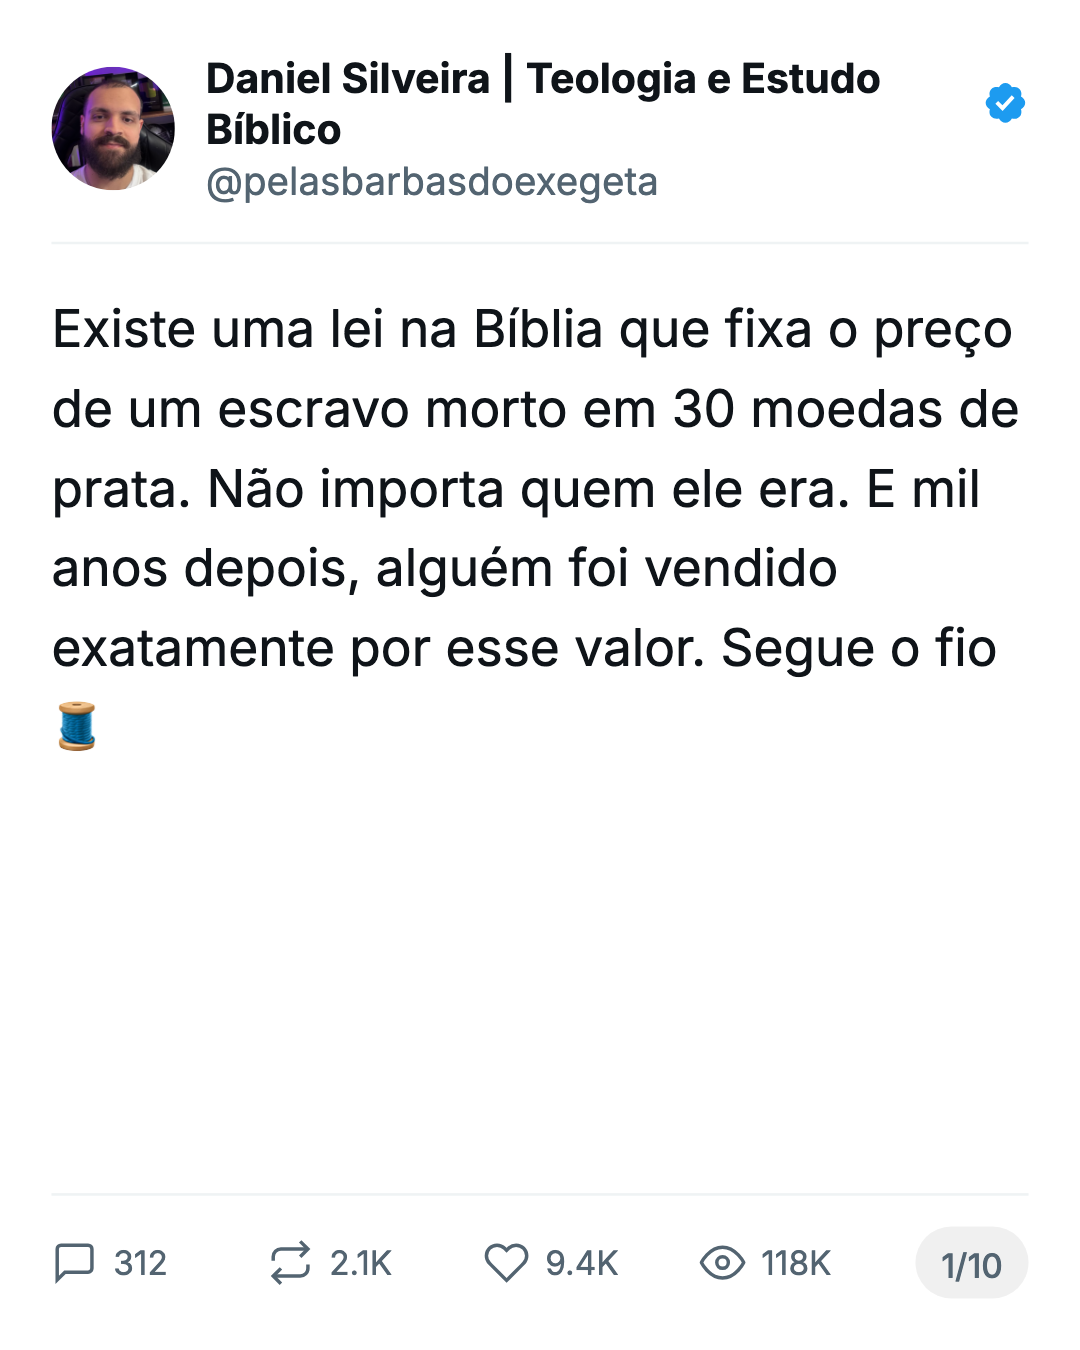 Daniel Silveira | Teologia e Estudo
Bíblico
@pelasbarbasdoexegeta
Existe uma lei na Bíblia que fixa o preço
de um escravo morto em 30 moedas de
prata. Não importa quem ele era. E mil
anos depois, alguém foi vendido
exatamente por esse valor. Segue o fio
🧵
312 2.1K 9.4K 118K 1/10